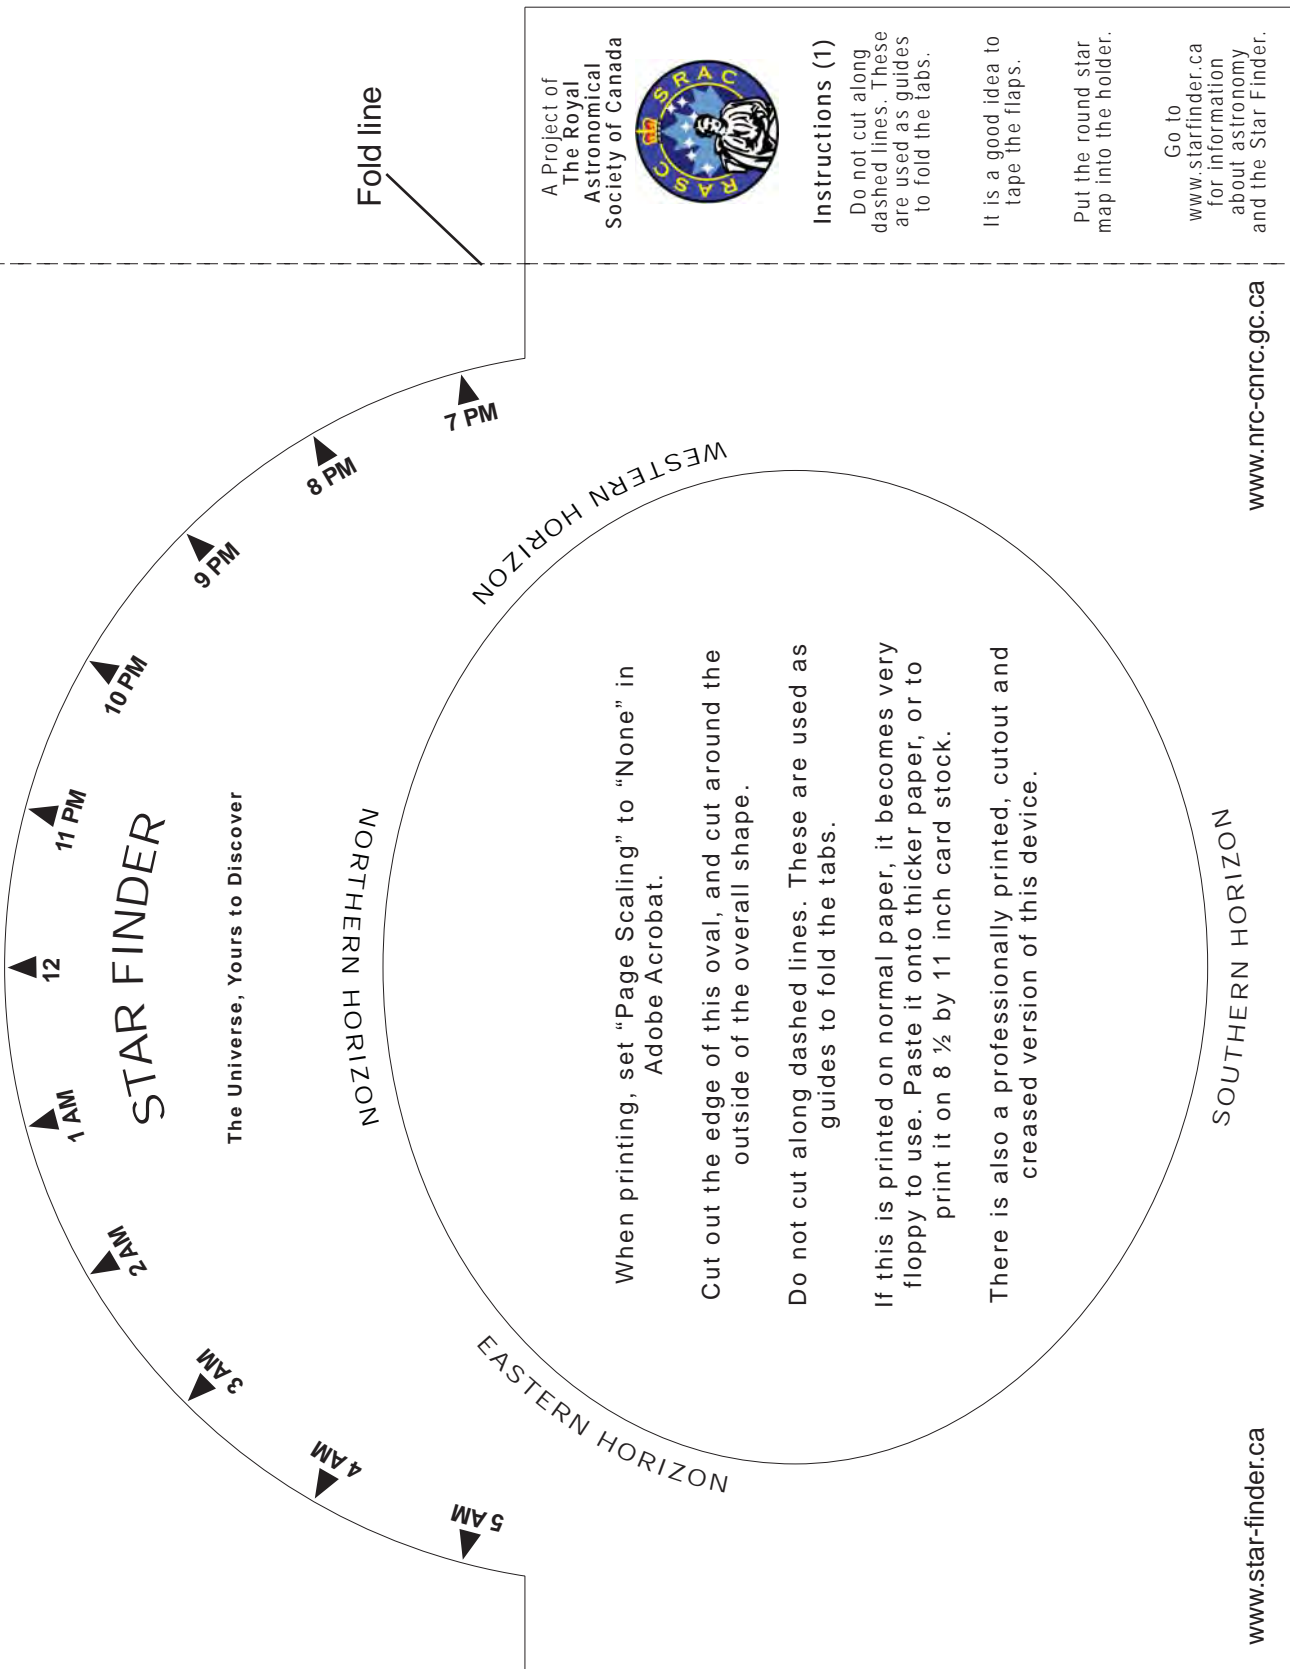 5 AM
4 AM
3 AM
2 AM
1 AM
12
11 PM
10 PM
9 PM
8 PM
7 PM
STAR FINDER
The Universe, Yours to Discover
NORTHERN HORIZON
EASTERN HORIZON
WESTERN HORIZON
When printing, set “Page Scaling” to “None” in
Adobe Acrobat.
Cut out the edge of this oval, and cut around the
outside of the overall shape.
Do not cut along dashed lines. These are used as
guides to fold the tabs.
If this is printed on normal paper, it becomes very
floppy to use. Paste it onto thicker paper, or to
print it on 8 ½ by 11 inch card stock.
There is also a professionally printed, cutout and
creased version of this device.
SOUTHERN HORIZON
www.star-finder.ca
www.nrc-cnrc.gc.ca
Fold line
A Project of
The Royal
Astronomical
Society of Canada
RASC SRAC
Instructions (1)
Do not cut along
dashed lines. These
are used as guides
to fold the tabs.
It is a good idea to
tape the flaps.
Put the round star
map into the holder.
Go to
www.starfinder.ca
for information
about astronomy
and the Star Finder.